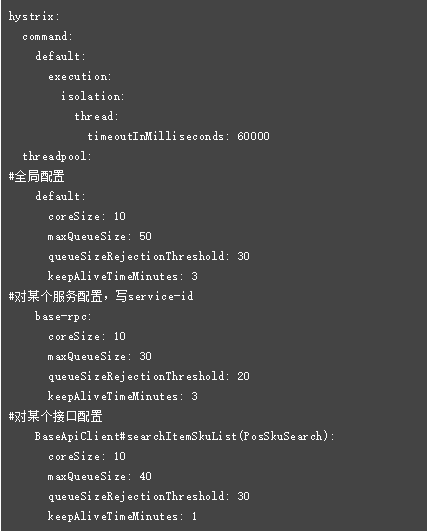 hystrix:
  command:
    default:
      execution:
        isolation:
          thread:
            timeoutInMilliseconds: 60000
  threadpool:
#全局配置
    default:
      coreSize: 10
      maxQueueSize: 50
      queueSizeRejectionThreshold: 30
      keepAliveTimeMinutes: 3
#对某个服务配置，写service-id
    base-rpc:
      coreSize: 10
      maxQueueSize: 30
      queueSizeRejectionThreshold: 20
      keepAliveTimeMinutes: 3
#对某个接口配置
    BaseApiClient#searchItemSkuList(PosSkuSearch):
      coreSize: 10
      maxQueueSize: 40
      queueSizeRejectionThreshold: 30
      keepAliveTimeMinutes: 1